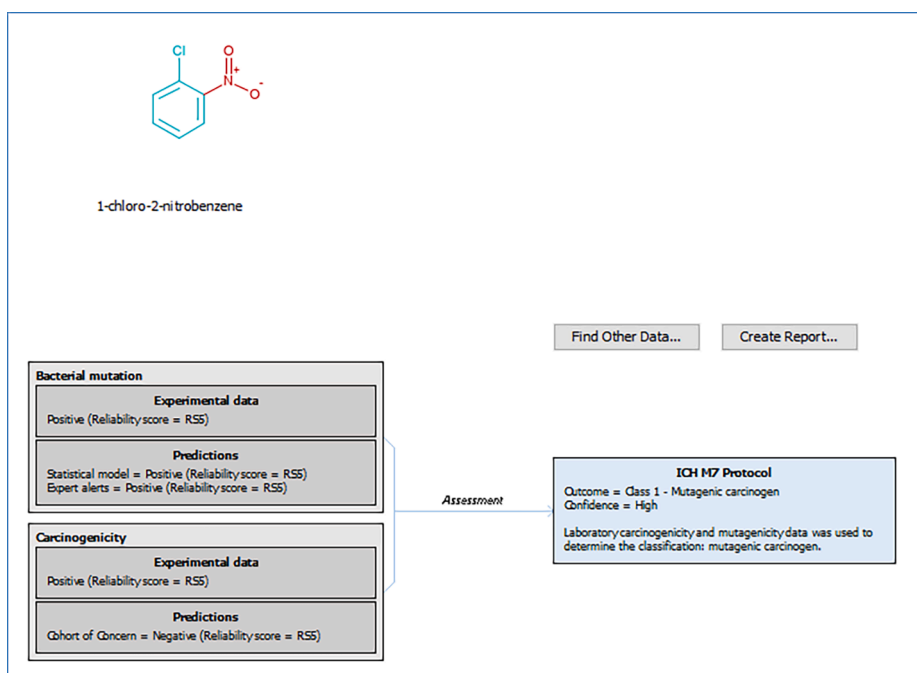 Cl
O
N+
O-
1-chloro-2-nitrobenzene
Find Other Data...
Create Report...
Bacterial mutation
Experimental data
Positive (Reliability score = RS5)
Predictions
Statistical model = Positive (Reliability score = RS5)
Expert alerts = Positive (Reliability score = RS5)
Carcinogenicity
Experimental data
Positive (Reliability score = RS5)
Predictions
Cohort of Concern = Negative (Reliability score = RS5)
Assessment
ICH M7 Protocol
Outcome = Class 1 - Mutagenic carcinogen
Confidence = High
Laboratory carcinogenicity and mutagenicity data was used to
determine the classification: mutagenic carcinogen.